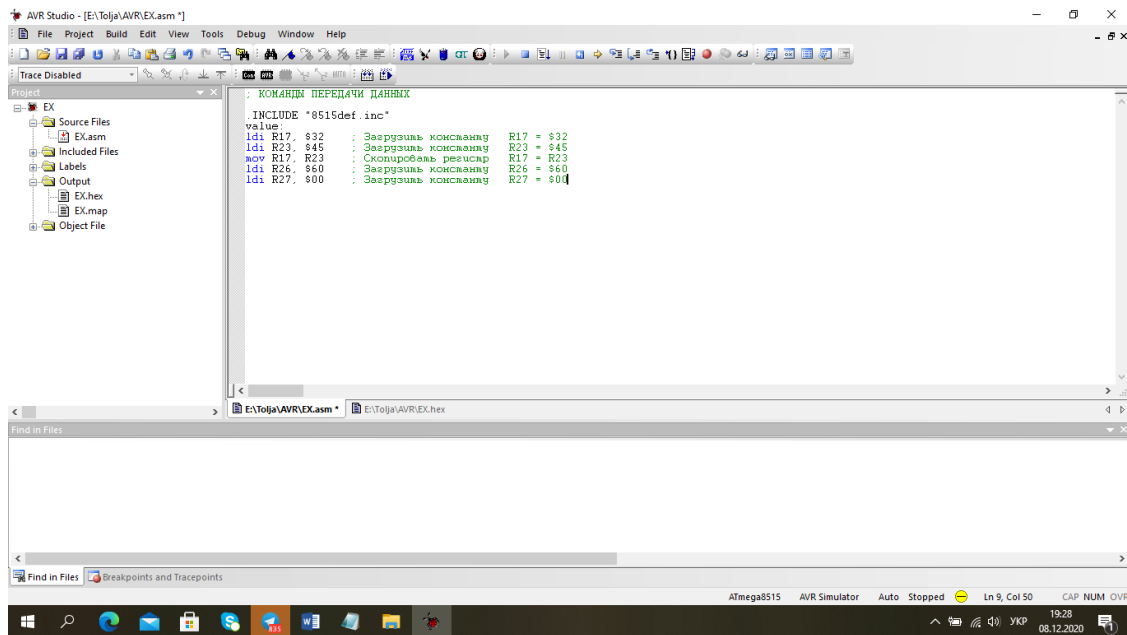 AVR Studio - [E:\Tolja\AVR\EX.asm *]
File Project Build Edit View Tools Debug Window Help
Trace Disabled
Project
EX
Source Files
EX.asm
Included Files
Labels
Output
EX.hex
EX.map
Object File
; КОМАНДЫ ПЕРЕДАЧИ ДАННЫХ
.INCLUDE "8515def.inc"
value:
ldi R17, $32 ; Загрузить константу R17 = $32
ldi R23, $45 ; Загрузить константу R23 = $45
mov R17, R23 ; Скопировать регистр R17 = R23
ldi R26, $60 ; Загрузить константу R26 = $60
ldi R27, $00 ; Загрузить константу R27 = $00
E:\Tolja\AVR\EX.asm * E:\Tolja\AVR\EX.hex
Find in Files
Find in Files Breakpoints and Tracepoints
ATmega8515 AVR Simulator Auto Stopped Ln 9, Col 50 CAP NUM OVR
УКР 19:28
08.12.2020